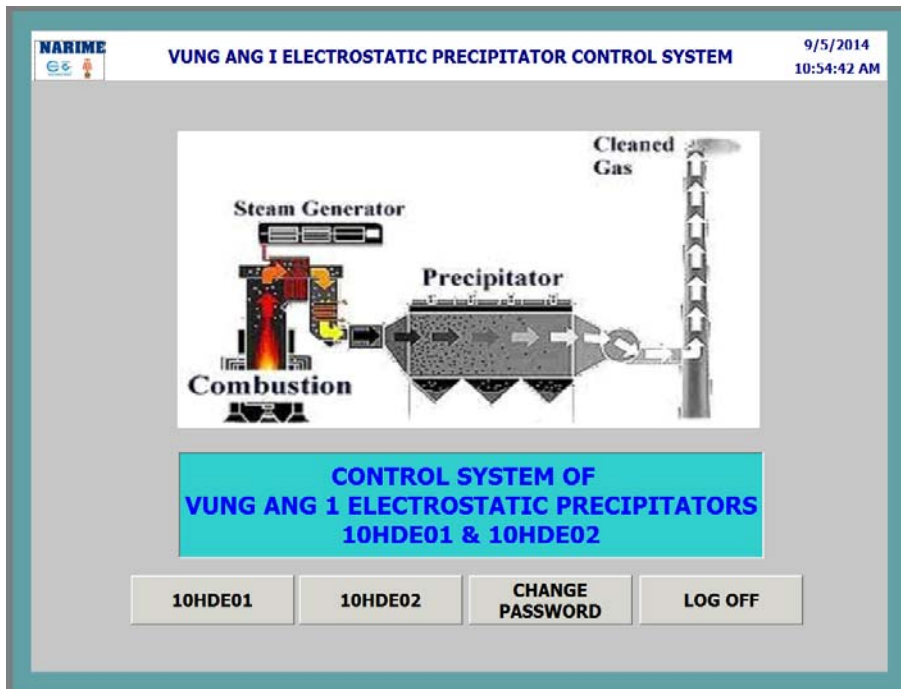 NARIME
VUNG ANG I ELECTROSTATIC PRECIPITATOR CONTROL SYSTEM
9/5/2014
10:54:42 AM
Cleaned
Gas
Steam Generator
Precipitator
Combustion
CONTROL SYSTEM OF
VUNG ANG 1 ELECTROSTATIC PRECIPITATORS
10HDE01 & 10HDE02
10HDE01
10HDE02
CHANGE
PASSWORD
LOG OFF